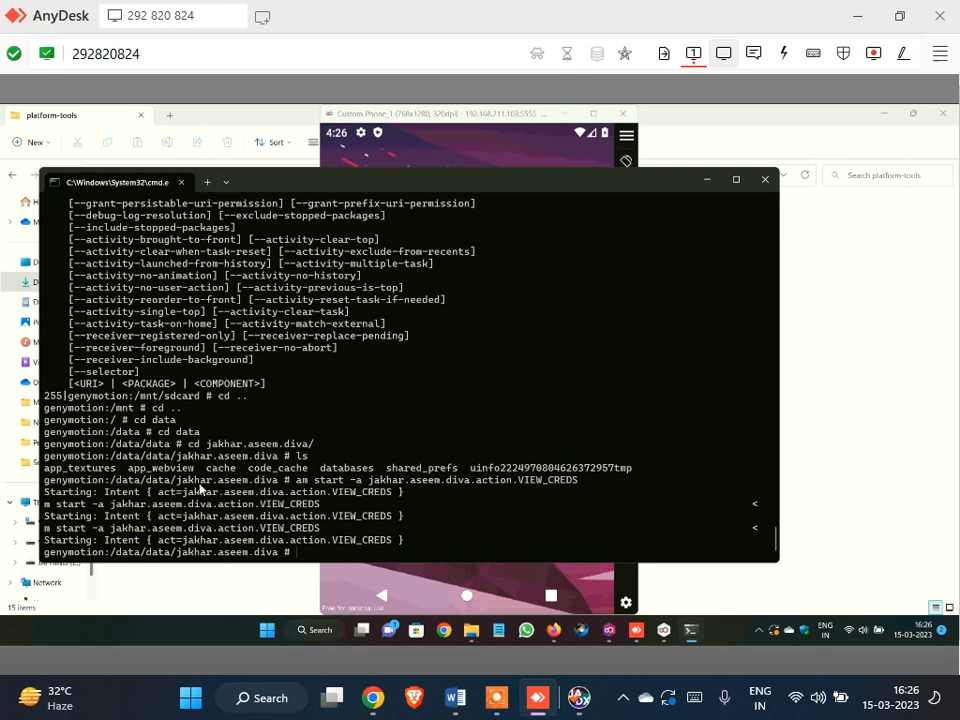 AnyDesk
292 820 824
292820824
1
platform-tools
Custom Phone_1 (768x1280, 320dpi) - 192.168.211.103:5555 -...
4:26
New
Sort
Search platform-tools
C:\Windows\System32\cmd.e
[--grant-persistable-uri-permission] [--grant-prefix-uri-permission]
[--debug-log-resolution] [--exclude-stopped-packages]
[--include-stopped-packages]
[--activity-brought-to-front] [--activity-clear-top]
[--activity-clear-when-task-reset] [--activity-exclude-from-recents]
[--activity-launched-from-history] [--activity-multiple-task]
[--activity-no-animation] [--activity-no-history]
[--activity-no-user-action] [--activity-previous-is-top]
[--activity-reorder-to-front] [--activity-reset-task-if-needed]
[--activity-single-top] [--activity-clear-task]
[--activity-task-on-home] [--activity-match-external]
[--receiver-registered-only] [--receiver-replace-pending]
[--receiver-foreground] [--receiver-no-abort]
[--receiver-include-background]
[--selector]
[<URI> | <PACKAGE> | <COMPONENT>]
255|genymotion:/mnt/sdcard # cd ..
genymotion:/mnt # cd ..
genymotion:/ # cd data
genymotion:/data # cd data
genymotion:/data/data # cd jakhar.aseem.diva/
genymotion:/data/data/jakhar.aseem.diva # ls
app_textures app_webview cache code_cache databases shared_prefs uinfo2224970804626372957tmp
genymotion:/data/data/jakhar.aseem.diva # am start -a jakhar.aseem.diva.action.VIEW_CREDS
Starting: Intent { act=jakhar.aseem.diva.action.VIEW_CREDS }
m start -a jakhar.aseem.diva.action.VIEW_CREDS <
Starting: Intent { act=jakhar.aseem.diva.action.VIEW_CREDS }
m start -a jakhar.aseem.diva.action.VIEW_CREDS <
Starting: Intent { act=jakhar.aseem.diva.action.VIEW_CREDS }
genymotion:/data/data/jakhar.aseem.diva #
Network
15 items
Free for personal use
Search
ENG
IN
16:26
15-03-2023
32°C
Haze
Search
ENG
IN
16:26
15-03-2023